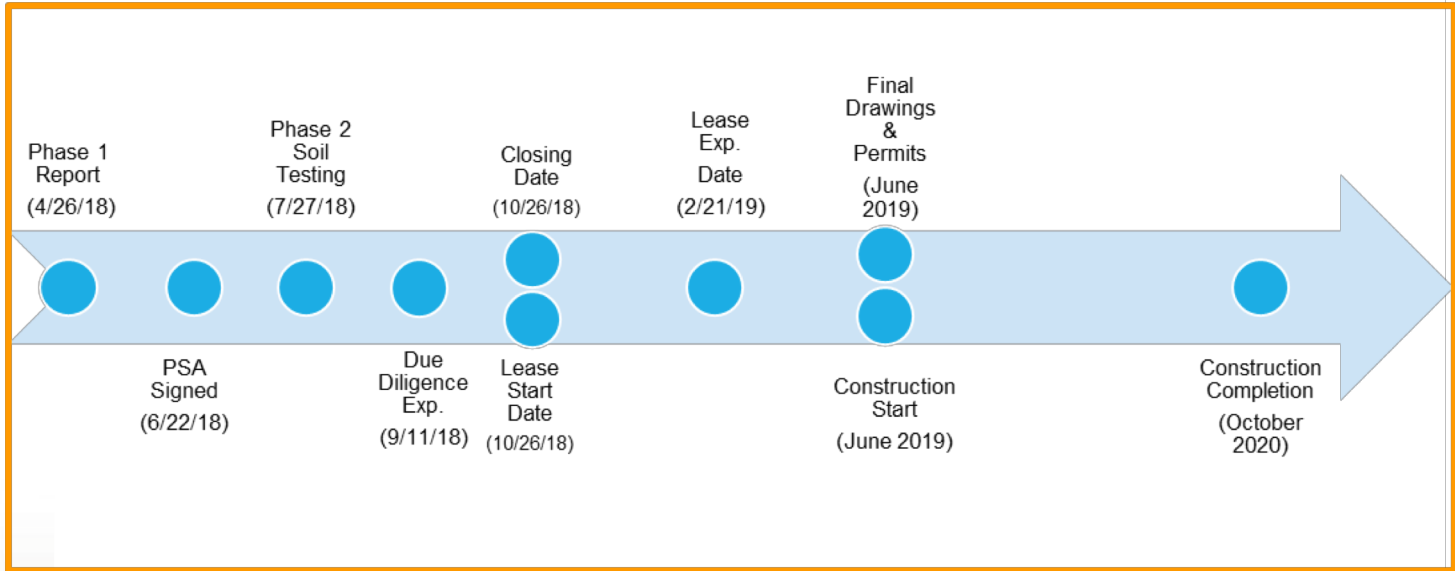 Phase 1
Report
(4/26/18)
PSA
Signed
(6/22/18)
Phase 2
Soil
Testing
(7/27/18)
Due
Diligence
Exp.
(9/11/18)
Closing
Date
(10/26/18)
Lease
Start
Date
(10/26/18)
Lease
Exp.
Date
(2/21/19)
Final
Drawings
&
Permits
(June
2019)
Construction
Start
(June 2019)
Construction
Completion
(October
2020)